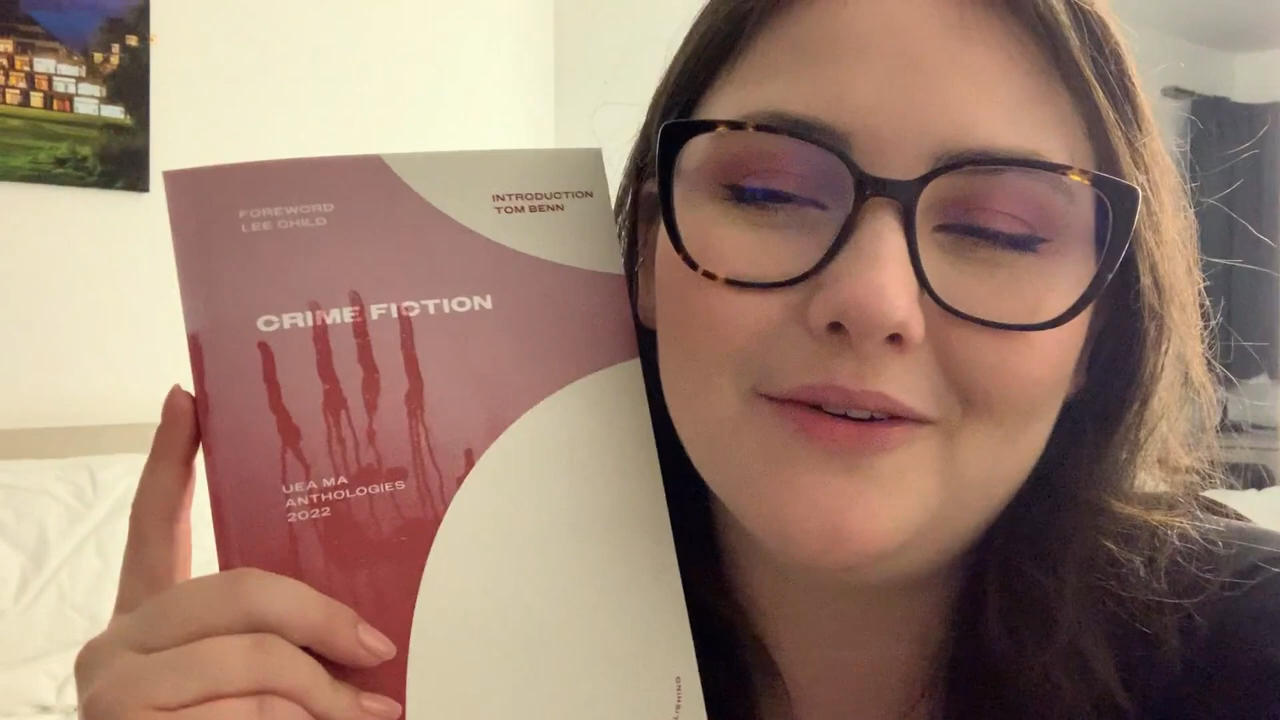 FOREWORD
LEE CHILD
INTRODUCTION
TOM BENN
CRIME FICTION
UEA MA
ANTHOLOGIES
2022